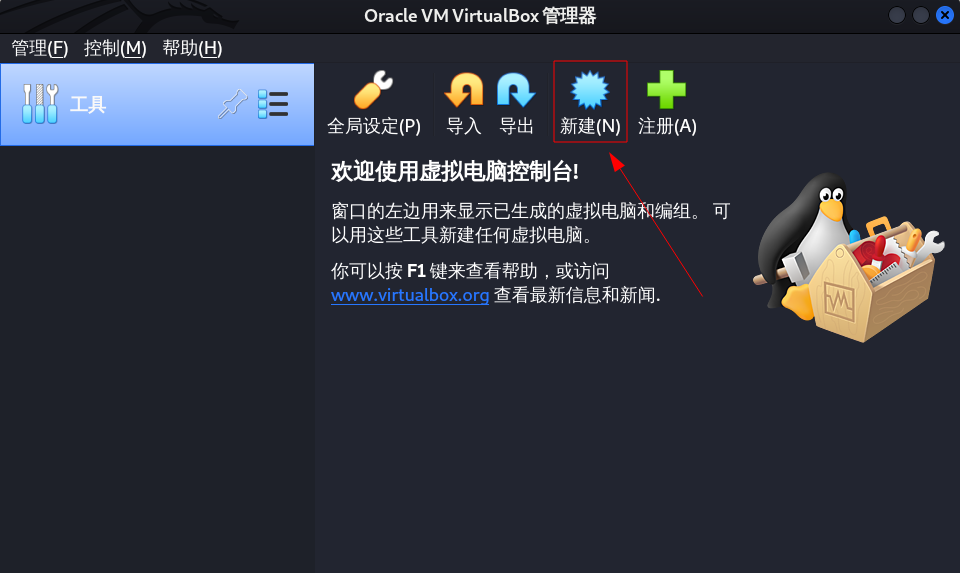 Oracle VM VirtualBox 管理器
管理(F) 控制(M) 帮助(H)
工具
全局设定(P) 导入 导出 新建(N) 注册(A)
欢迎使用虚拟电脑控制台!
窗口的左边用来显示已生成的虚拟电脑和编组。 可
以用这些工具新建任何虚拟电脑。
你可以按 F1 键来查看帮助，或访问
www.virtualbox.org 查看最新信息和新闻.